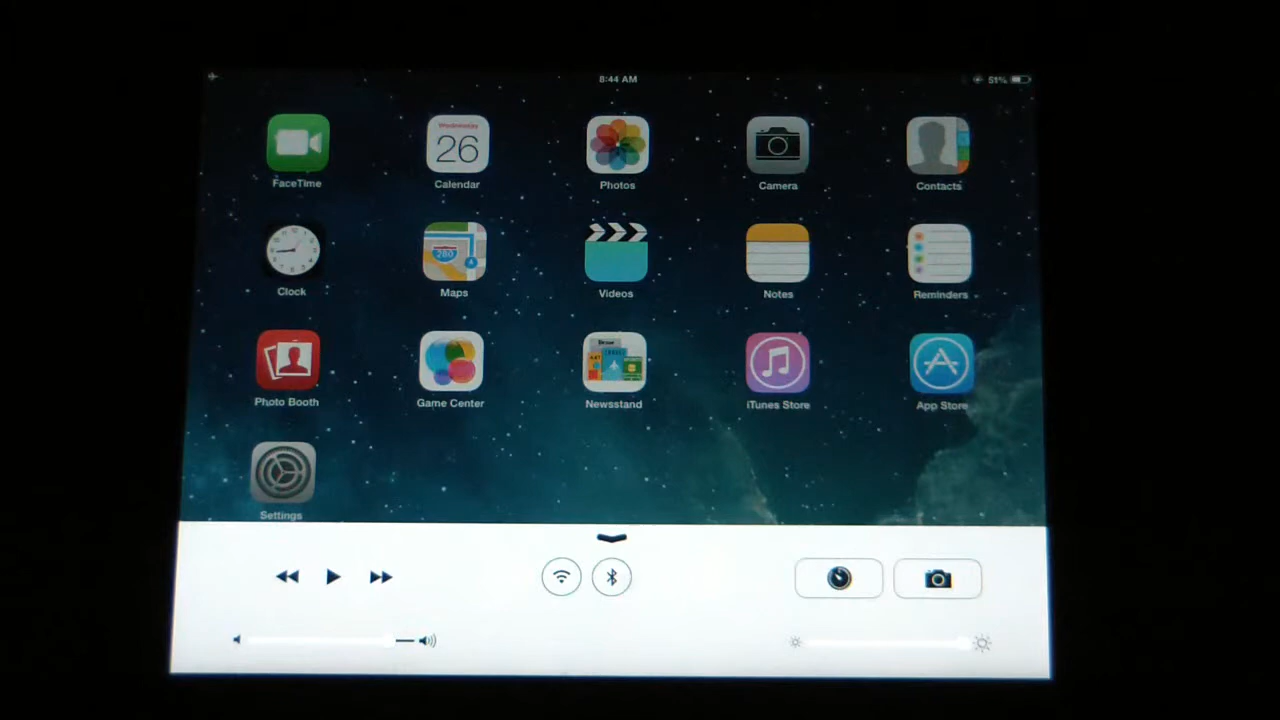 8:44 AM
51%
Wednesday
26
FaceTime
Calendar
Photos
Camera
Contacts
280
Clock
Maps
Videos
Notes
Reminders
Photo Booth
Game Center
Newsstand
iTunes Store
App Store
Settings